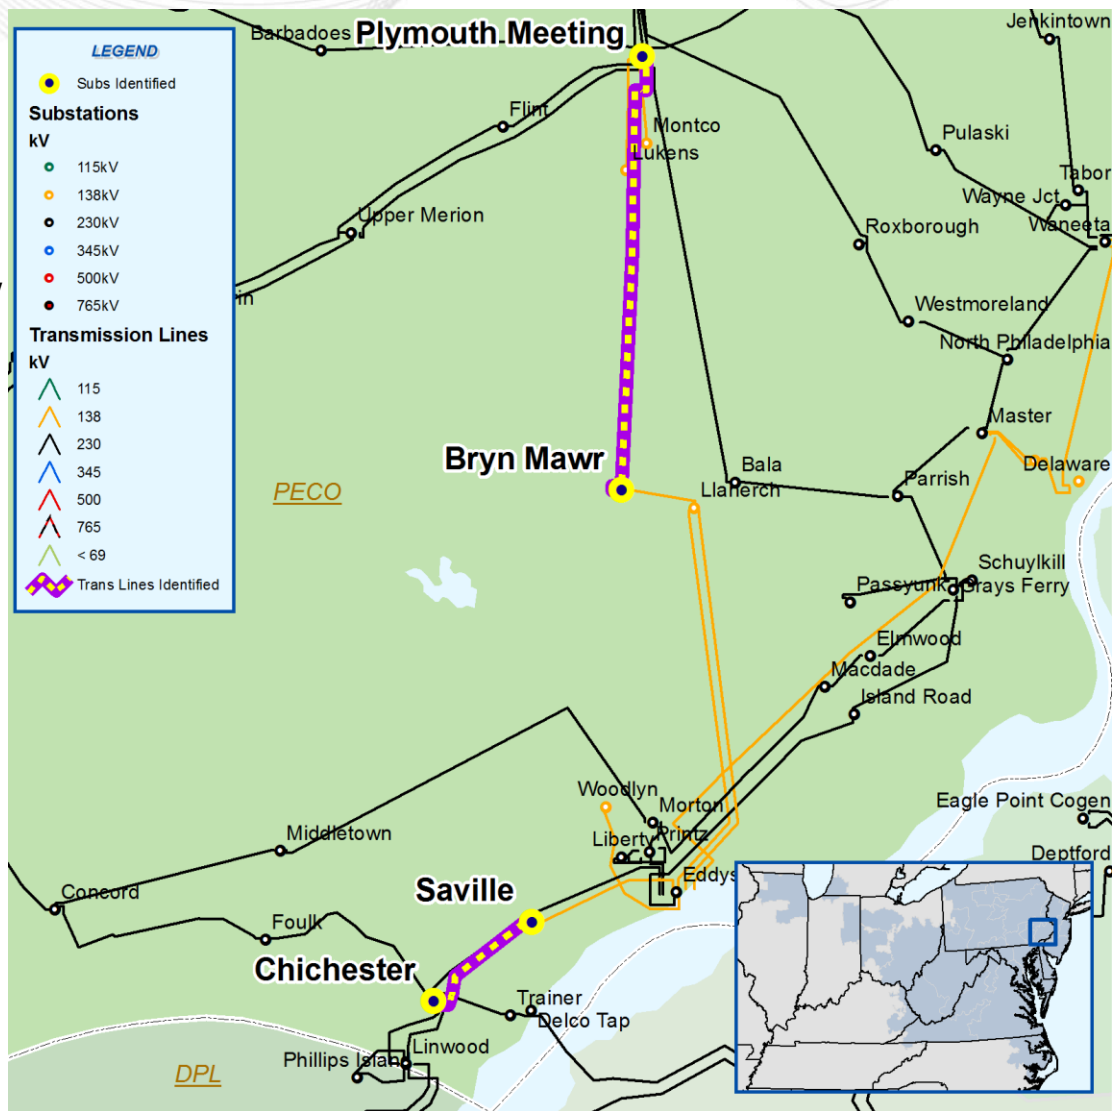 LEGEND
Subs Identified
Substations
kV
115kV
138kV
230kV
345kV
500kV
765kV
Transmission Lines
kV
115
138
230
345
500
765
< 69
Trans Lines Identified
Plymouth Meeting
Barbadoes
Jenkintown
Flint
Montco
Lukens
Pulaski
Tabor
Wayne Jct
Waneeta
Upper Merion
Roxborough
in
Westmoreland
North Philadelphia
Master
Bryn Mawr
Bala
Delaware
PECO
Llanerch
Parrish
Schuylkill
Passyunk
Grays Ferry
Elmwood
Macdade
Island Road
Woodlyn
Morton
Eagle Point Cogen
Middletown
Liberty
Printz
Deptford
Concord
Saville
Eddys
Foulk
Chichester
Trainer
Delco Tap
Linwood
Phillips Island
DPL